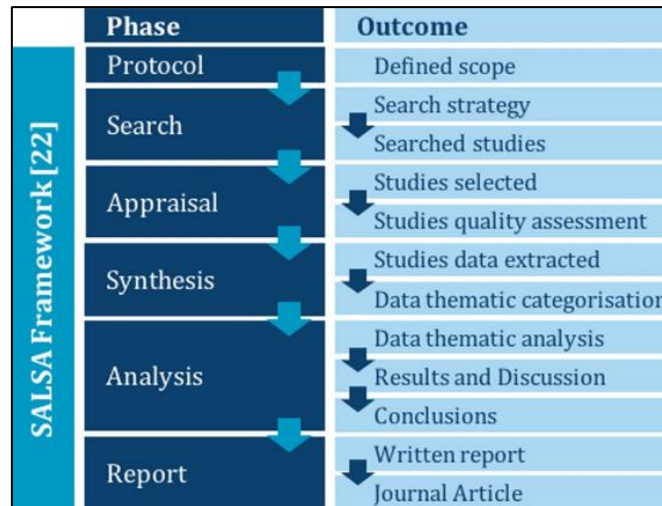 SALSA Framework [22]
Phase
Outcome
Protocol
Defined scope
Search
Search strategy
Searched studies
Appraisal
Studies selected
Studies quality assessment
Synthesis
Studies data extracted
Data thematic categorisation
Analysis
Data thematic analysis
Results and Discussion
Conclusions
Report
Written report
Journal Article